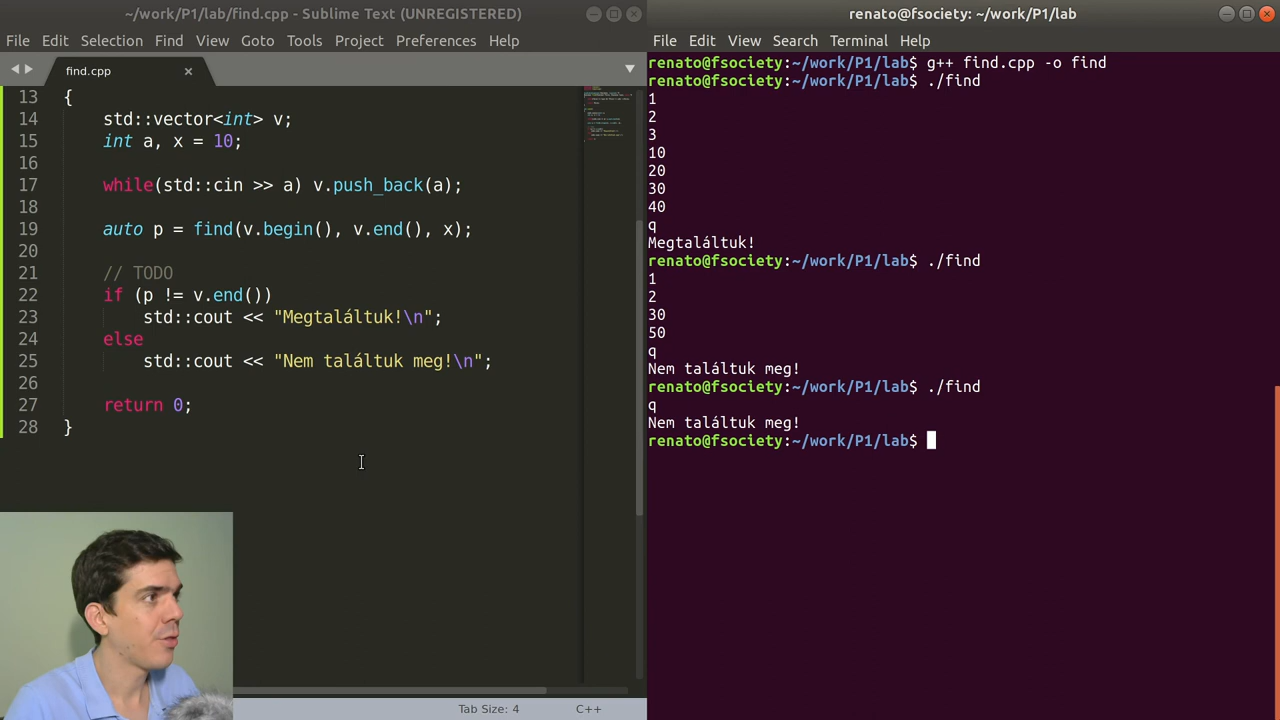 ~/work/P1/lab/find.cpp - Sublime Text (UNREGISTERED)
File Edit Selection Find View Goto Tools Project Preferences Help
find.cpp
13 {
14 std::vector<int> v;
15 int a, x = 10;
16
17 while(std::cin >> a) v.push_back(a);
18
19 auto p = find(v.begin(), v.end(), x);
20
21 // TODO
22 if (p != v.end())
23 std::cout << "Megtaláltuk!\n";
24 else
25 std::cout << "Nem találtuk meg!\n";
26
27 return 0;
28 }
Tab Size: 4 C++
renato@fsociety: ~/work/P1/lab
File Edit View Search Terminal Help
renato@fsociety:~/work/P1/lab$ g++ find.cpp -o find
renato@fsociety:~/work/P1/lab$ ./find
1
2
3
10
20
30
40
q
Megtaláltuk!
renato@fsociety:~/work/P1/lab$ ./find
1
2
30
50
q
Nem találtuk meg!
renato@fsociety:~/work/P1/lab$ ./find
q
Nem találtuk meg!
renato@fsociety:~/work/P1/lab$